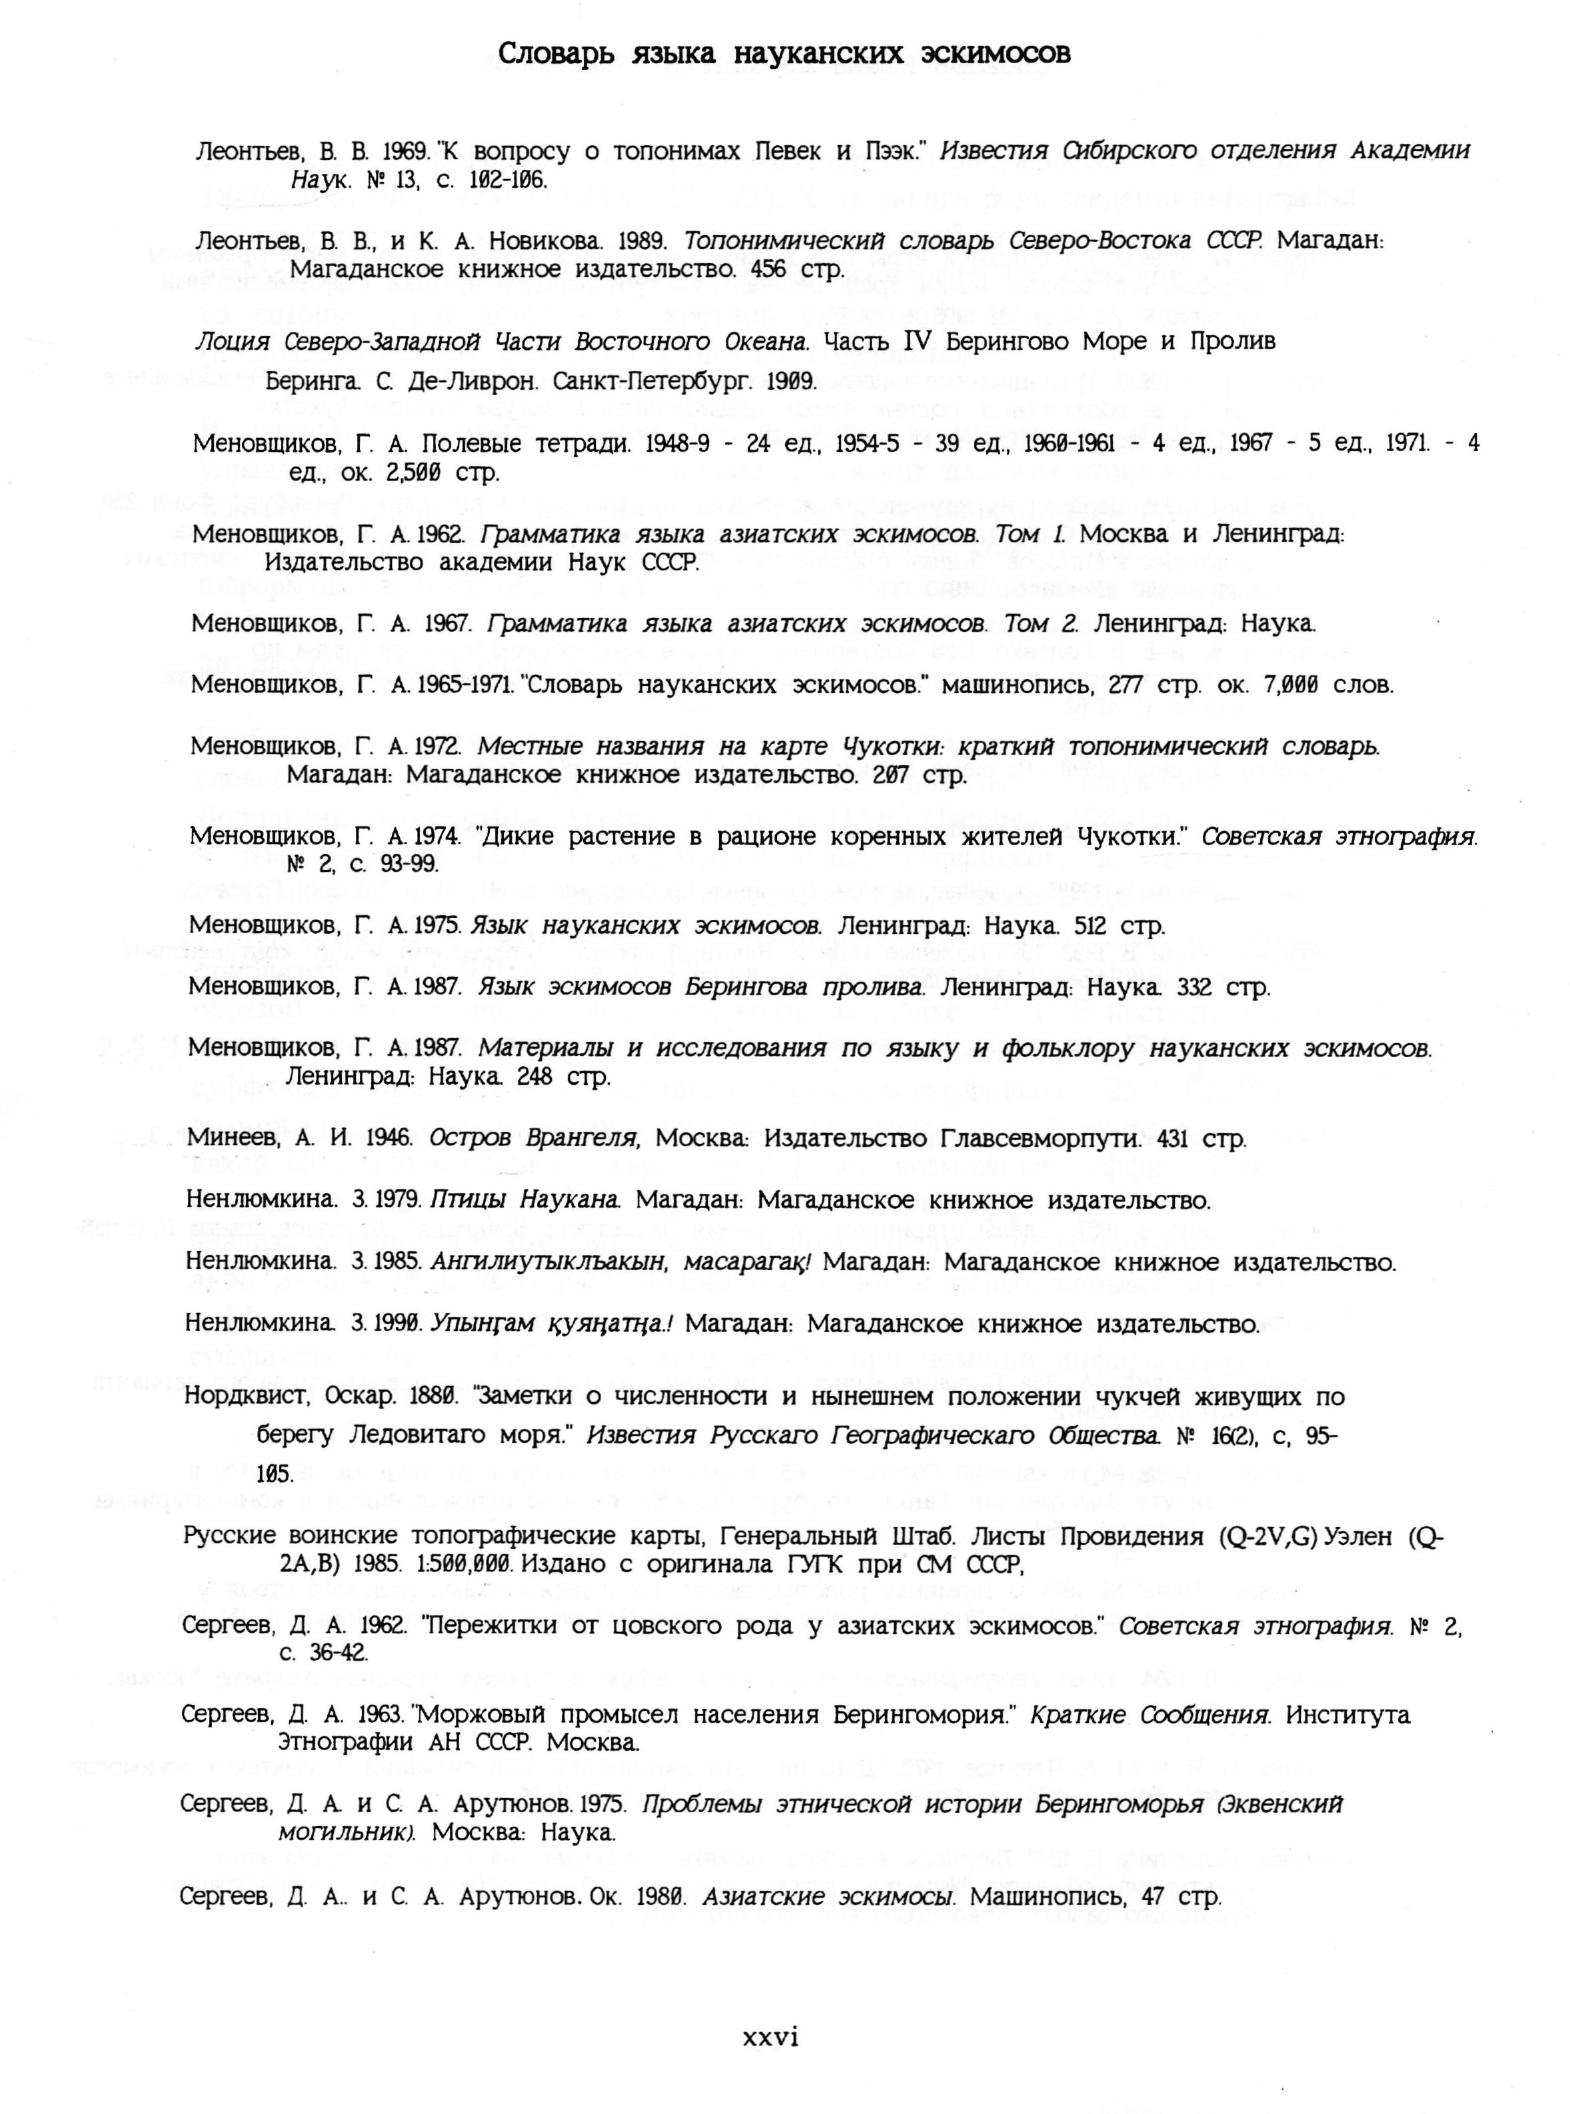 Словарь языка науканских эскимосов
Леонтьев, В. В. 1969. "К вопросу о топонимах Певек и Пээк." Известия Сибирского отделения Академии
Наук. № 13, с. 102-106.
Леонтьев, В. В., и К. А. Новикова. 1989. Топонимический словарь Северо-Востока СССР. Магадан:
Магаданское книжное издательство. 456 стр.
Лоция Северо-Западной Части Восточного Океана. Часть IV Берингово Море и Пролив
Беринга. С. Де-Ливрон. Санкт-Петербург. 1909.
Меновщиков, Г. А. Полевые тетради. 1948-9 - 24 ед., 1954-5 - 39 ед., 1960-1961 - 4 ед., 1967 - 5 ед., 1971. - 4
ед., ок. 2,500 стр.
Меновщиков, Г. А. 1962. Грамматика языка азиатских эскимосов. Том 1. Москва и Ленинград:
Издательство академии Наук СССР.
Меновщиков, Г. А. 1967. Грамматика языка азиатских эскимосов. Том 2. Ленинград: Наука.
Меновщиков, Г. А. 1965-1971. "Словарь науканских эскимосов." машинопись, 277 стр. ок. 7,000 слов.
Меновщиков, Г. А. 1972. Местные названия на карте Чукотки: краткий топонимический словарь.
Магадан: Магаданское книжное издательство. 207 стр.
Меновщиков, Г. А. 1974. "Дикие растение в рационе коренных жителей Чукотки." Советская этнография.
№ 2, с. 93-99.
Меновщиков, Г. А. 1975. Язык науканских эскимосов. Ленинград: Наука. 512 стр.
Меновщиков, Г. А. 1987. Язык эскимосов Берингова пролива. Ленинград: Наука. 332 стр.
Меновщиков, Г. А. 1987. Материалы и исследования по языку и фольклору науканских эскимосов.
Ленинград: Наука. 248 стр.
Минеев, А. И. 1946. Остров Врангеля, Москва: Издательство Главсевморпути. 431 стр.
Ненлюмкина. З. 1979. Птицы Наукана. Магадан: Магаданское книжное издательство.
Ненлюмкина. З. 1985. Ангилиутыклъакын, масарагаӄ! Магадан: Магаданское книжное издательство.
Ненлюмкина. З. 1990. Упынӷам ӄуяӈатӈа.! Магадан: Магаданское книжное издательство.
Нордквист, Оскар. 1880. "Заметки о численности и нынешнем положении чукчей живущих по
берегу Ледовитаго моря." Известия Русскаго Географическаго Общества. № 16(2), с, 95-
105.
Русские воинские топографические карты, Генеральный Штаб. Листы Провидения (Q-2V,G) Уэлен (Q-
2A,B) 1985. 1:500,000. Издано с оригинала ГУГК при СМ СССР,
Сергеев, Д. А. 1962. "Пережитки от цовского рода у азиатских эскимосов." Советская этнография. № 2,
с. 36-42.
Сергеев, Д. А. 1963. "Моржовый промысел населения Берингомория." Краткие Сообщения. Института
Этнографии АН СССР. Москва.
Сергеев, Д. А. и С. А. Арутюнов. 1975. Проблемы этнической истории Берингоморья (Эквенский
могильник). Москва: Наука.
Сергеев, Д. А.. и С. А. Арутюнов. Ок. 1980. Азиатские эскимосы. Машинопись, 47 стр.
xxvi